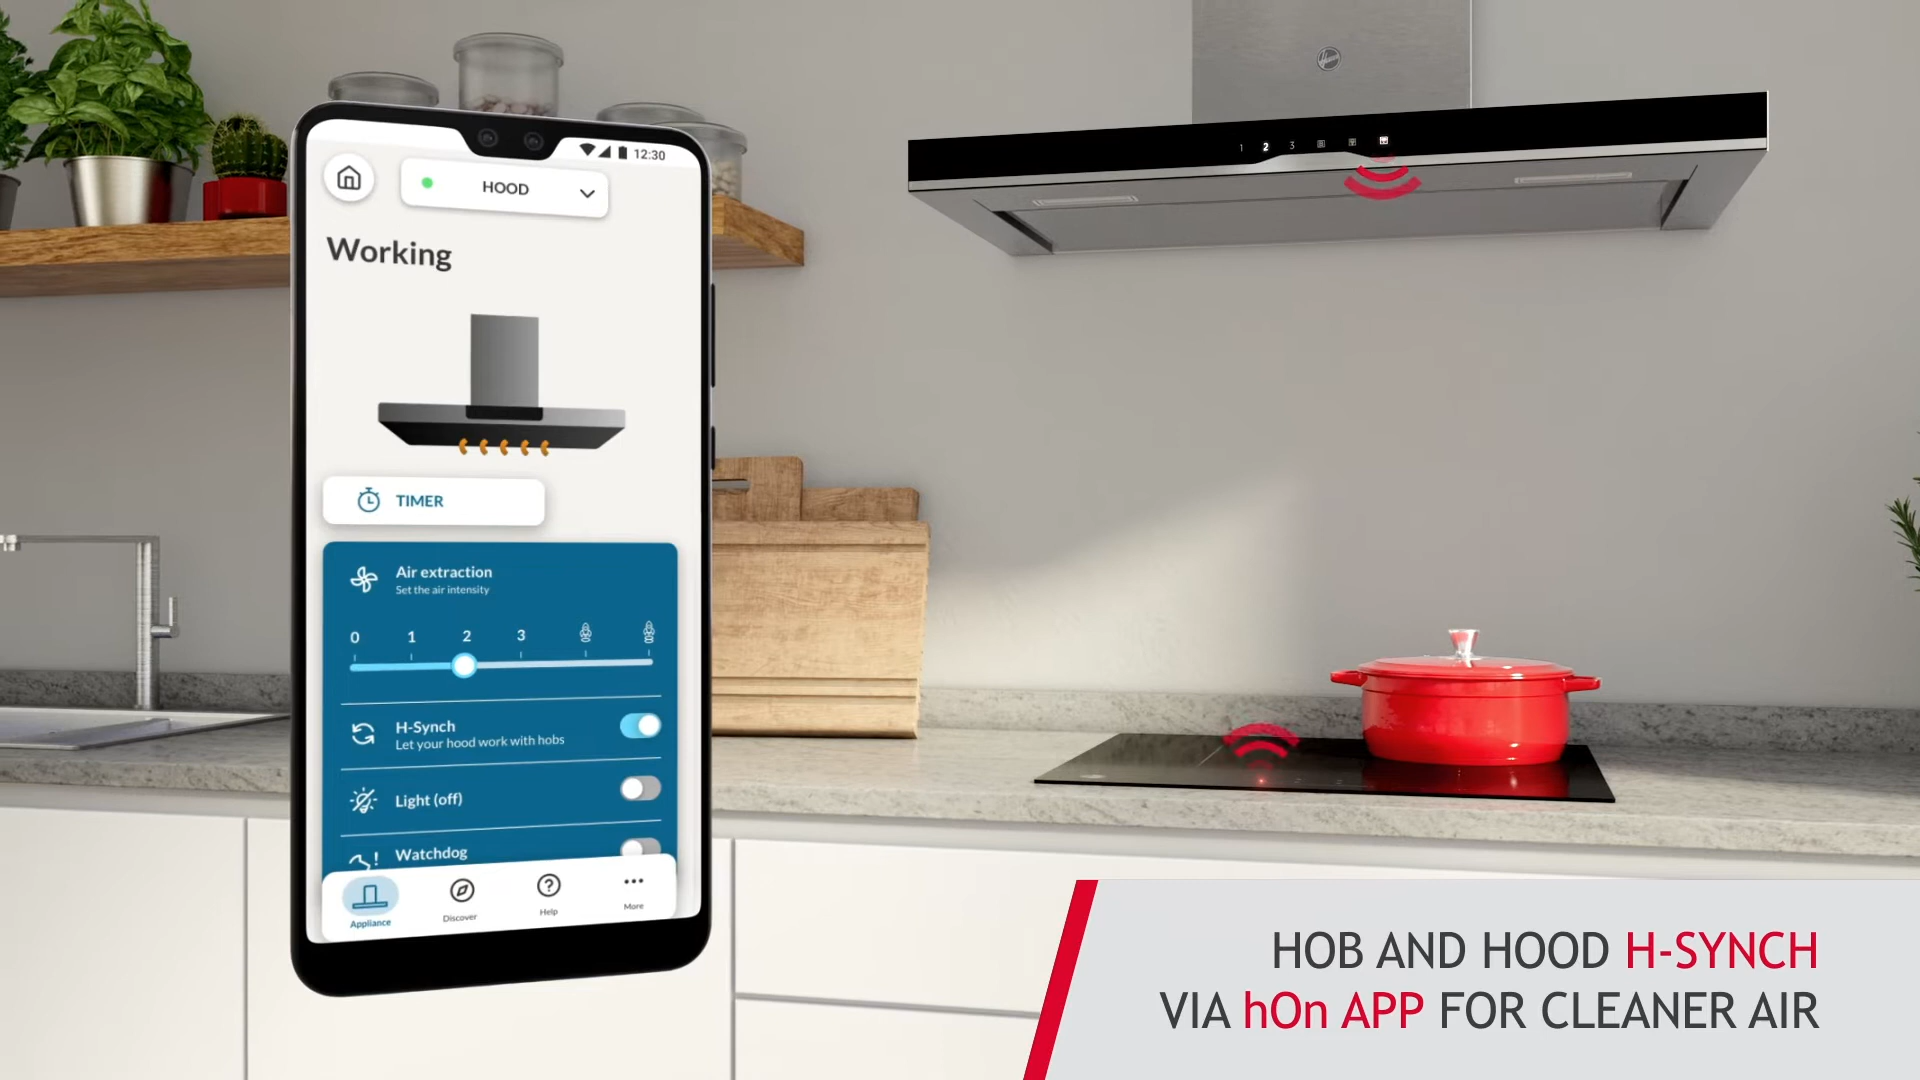 12:30
HOOD
Working
TIMER
Air extraction
Set the air intensity
0 1 2 3
H-Synch
Let your hood work with hobs
Light (off)
Watchdog
Appliance Discover Help More
1 2 3
HOB AND HOOD H-SYNCH
VIA hOn APP FOR CLEANER AIR